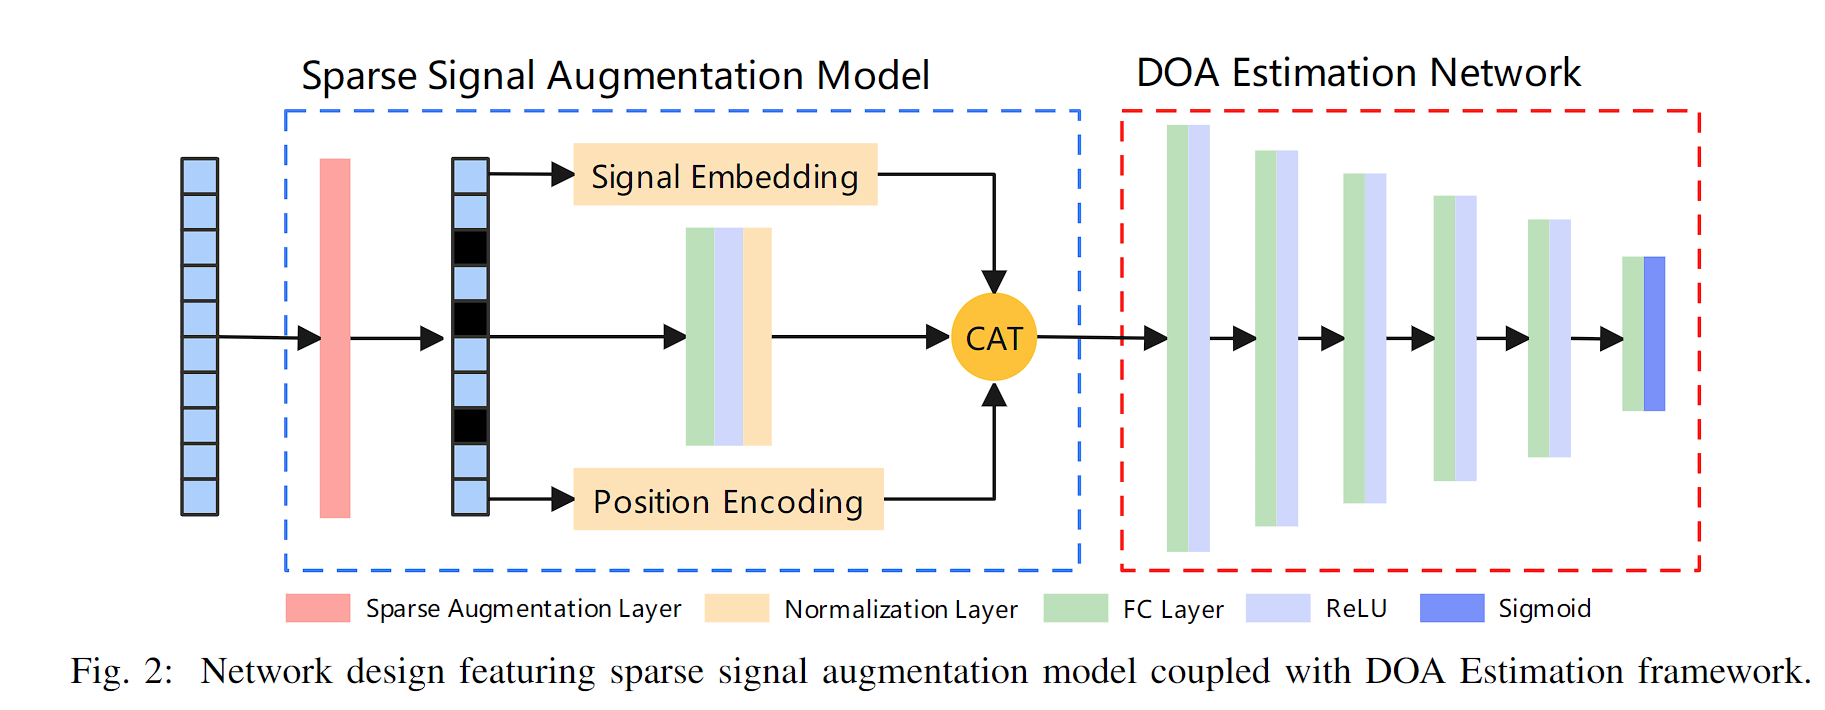 Sparse Signal Augmentation Model
DOA Estimation Network
Signal Embedding
CAT
Position Encoding
Sparse Augmentation Layer
Normalization Layer
FC Layer
ReLU
Sigmoid
Fig. 2: Network design featuring sparse signal augmentation model coupled with DOA Estimation framework.